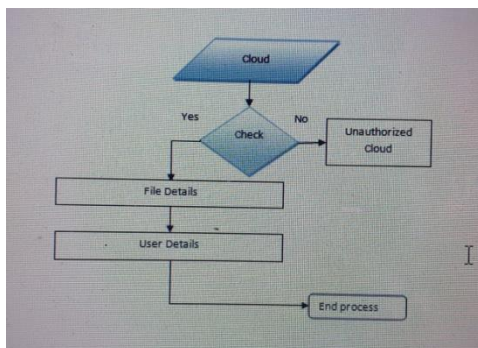 Cloud
Yes
No
Check
Unauthorized
Cloud
File Details
User Details
End process